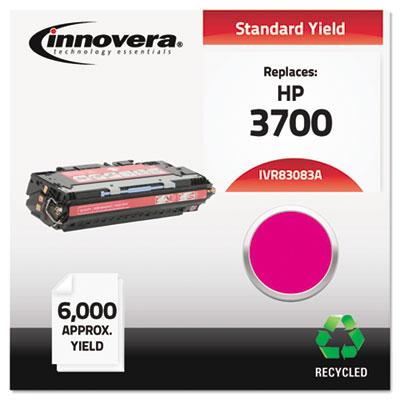 innovera
technology essentials
Standard Yield
Replaces:
HP
3700
IVR83083A
6,000
APPROX.
YIELD
RECYCLED